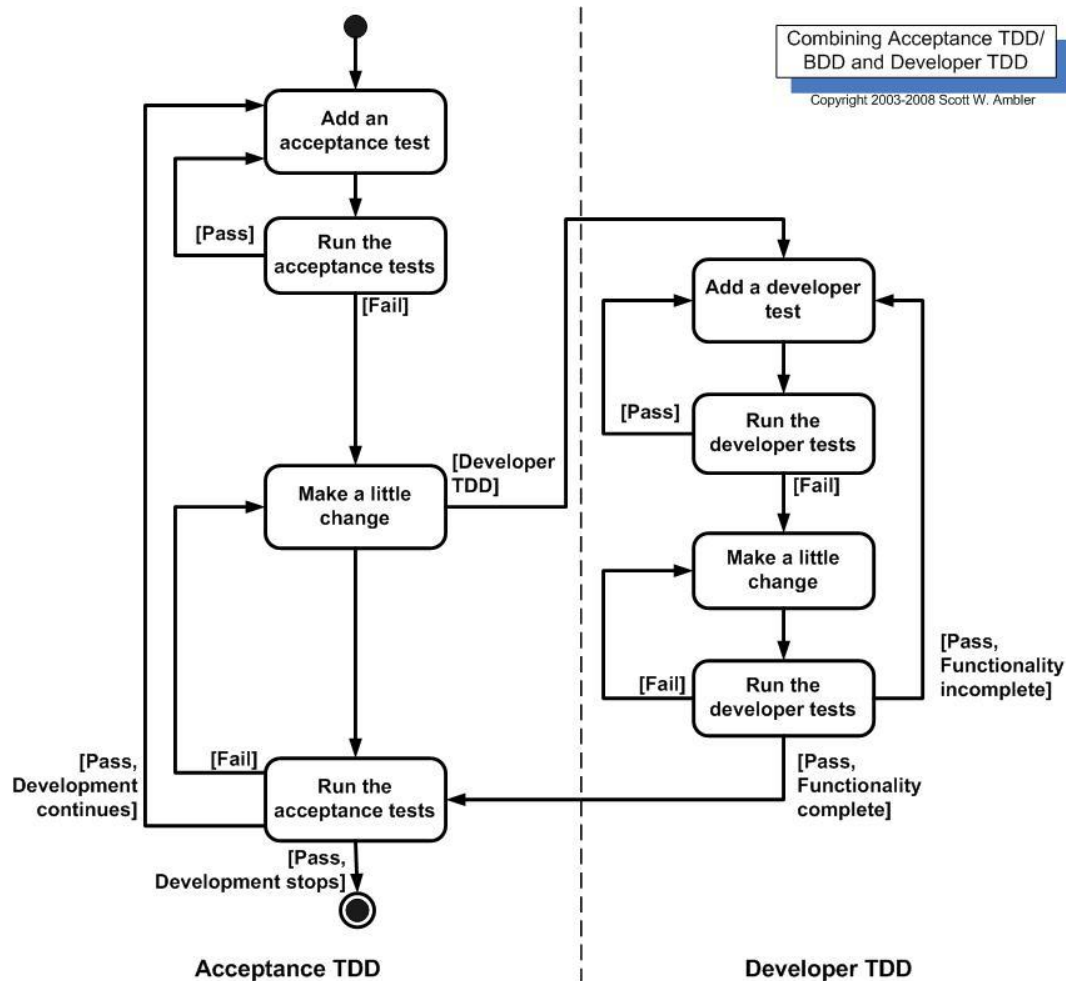 Combining Acceptance TDD/
BDD and Developer TDD
Copyright 2003-2008 Scott W. Ambler
Add an
acceptance test
[Pass]
Run the
acceptance tests
[Fail]
Make a little
change
[Developer
TDD]
[Fail]
[Pass,
Development
continues]
Run the
acceptance tests
[Pass,
Development stops]
Add a developer
test
[Pass]
Run the
developer tests
[Fail]
Make a little
change
[Fail]
Run the
developer tests
[Pass,
Functionality
incomplete]
[Pass,
Functionality
complete]
Acceptance TDD
Developer TDD